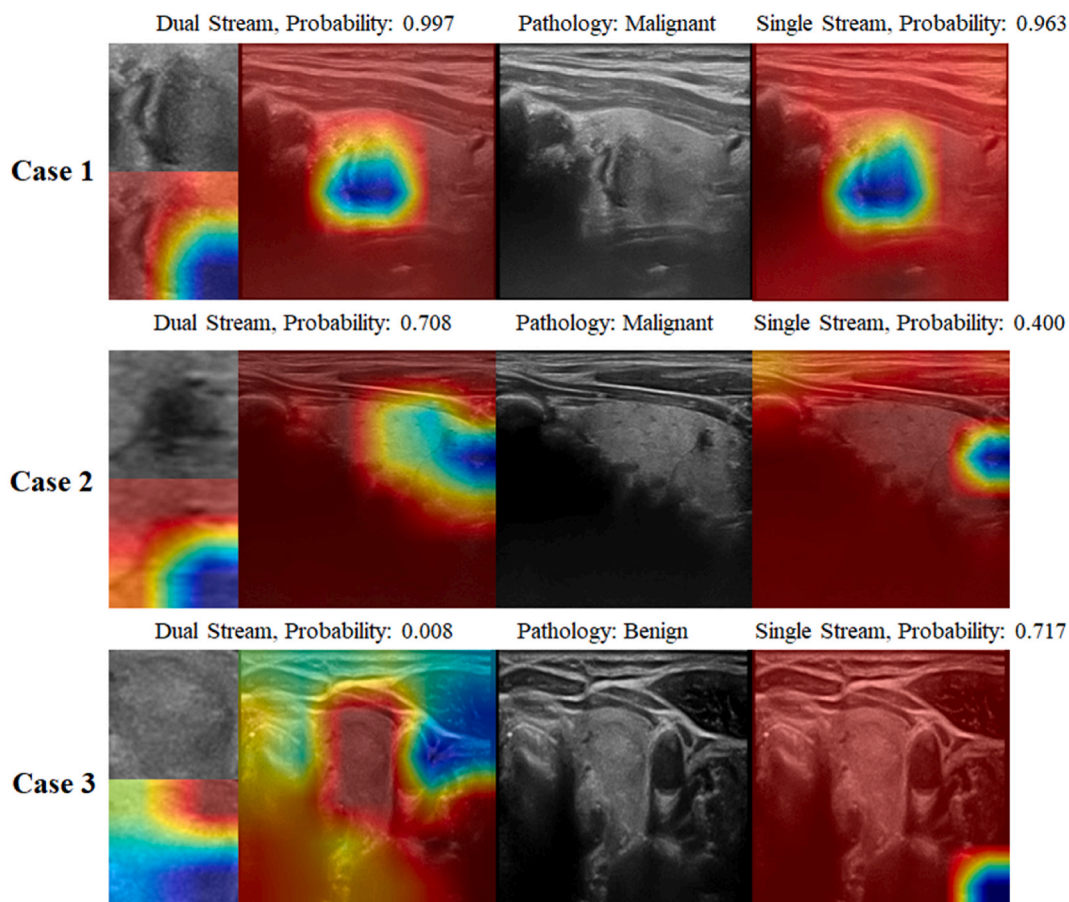 Dual Stream, Probability: 0.997 Pathology: Malignant Single Stream, Probability: 0.963
Case 1
Dual Stream, Probability: 0.708 Pathology: Malignant Single Stream, Probability: 0.400
Case 2
Dual Stream, Probability: 0.008 Pathology: Benign Single Stream, Probability: 0.717
Case 3